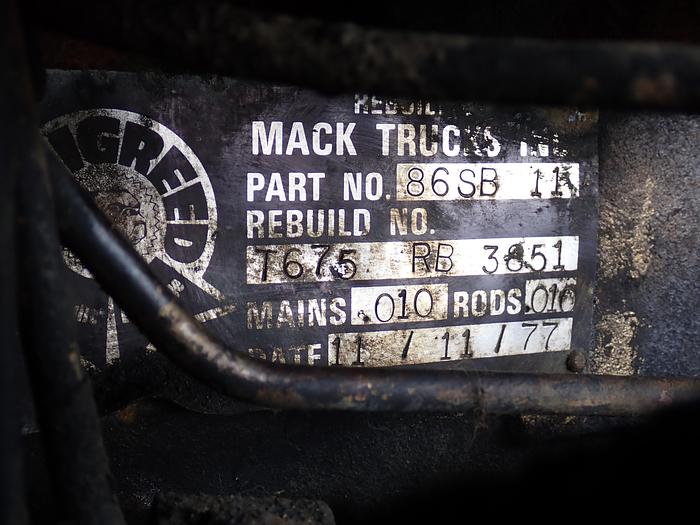 MACK TRUCKS INC.
PART NO. 86SB 11
REBUILD NO.
T675 RB 3851
MAINS .010 RODS .010
DATE 11 / 11 / 77